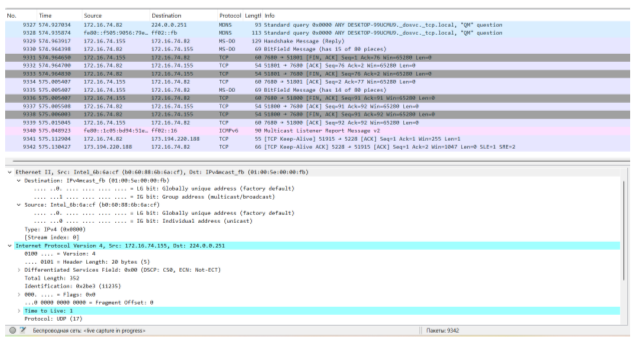 No. Time Source Destination Protocol Length Info
9327 574.927034 172.16.74.82 224.0.0.251 MDNS 93 Standard query 0x0000 ANY DESKTOP-99UCMU9._dosvc._tcp.local, "QM" question
9328 574.935874 fe80::f505:9056:79e… ff02::fb MDNS 113 Standard query 0x0000 ANY DESKTOP-99UCMU9._dosvc._tcp.local, "QM" question
9329 574.963917 172.16.74.155 172.16.74.82 MS-DO 129 Handshake Message (Reply)
9330 574.964398 172.16.74.82 172.16.74.155 MS-DO 69 BitField Message (has 15 of 80 pieces)
9331 574.964650 172.16.74.155 172.16.74.82 TCP 60 7680 → 51801 [FIN, ACK] Seq=1 Ack=76 Win=65280 Len=0
9332 574.964700 172.16.74.82 172.16.74.155 TCP 54 51801 → 7680 [ACK] Seq=76 Ack=2 Win=65280 Len=0
9333 574.964830 172.16.74.82 172.16.74.155 TCP 54 51801 → 7680 [FIN, ACK] Seq=76 Ack=2 Win=65280 Len=0
9334 575.005407 172.16.74.155 172.16.74.82 TCP 60 7680 → 51801 [ACK] Seq=2 Ack=77 Win=65280 Len=0
9335 575.005407 172.16.74.155 172.16.74.82 MS-DO 69 BitField Message (has 18 of 80 pieces)
9336 575.005407 172.16.74.155 172.16.74.82 TCP 60 7680 → 51800 [FIN, ACK] Seq=91 Ack=91 Win=65280 Len=0
9337 575.005508 172.16.74.82 172.16.74.155 TCP 54 51800 → 7680 [ACK] Seq=91 Ack=92 Win=65280 Len=0
9338 575.006003 172.16.74.82 172.16.74.155 TCP 54 51800 → 7680 [FIN, ACK] Seq=91 Ack=92 Win=65280 Len=0
9339 575.015045 172.16.74.155 172.16.74.82 TCP 60 7680 → 51800 [ACK] Seq=92 Ack=92 Win=65280 Len=0
9340 575.048923 fe80::1c05:bd94:51e… ff02::16 ICMPv6 90 Multicast Listener Report Message v2
9341 575.112904 172.16.74.82 173.194.220.188 TCP 55 [TCP Keep-Alive] 51915 → 5228 [ACK] Seq=1 Ack=1 Win=255 Len=1
9342 575.130427 173.194.220.188 172.16.74.82 TCP 66 [TCP Keep-Alive ACK] 5228 → 51915 [ACK] Seq=1 Ack=2 Win=1047 Len=0 SLE=1 SRE=2
Ethernet II, Src: Intel_6b:6a:cf (b0:60:88:6b:6a:cf), Dst: IPv4mcast_fb (01:00:5e:00:00:fb)
Destination: IPv4mcast_fb (01:00:5e:00:00:fb)
.... ..0. .... .... .... .... = LG bit: Globally unique address (factory default)
.... ...1 .... .... .... .... = IG bit: Group address (multicast/broadcast)
Source: Intel_6b:6a:cf (b0:60:88:6b:6a:cf)
.... ..0. .... .... .... .... = LG bit: Globally unique address (factory default)
.... ...0 .... .... .... .... = IG bit: Individual address (unicast)
Type: IPv4 (0x0800)
[Stream index: 0]
Internet Protocol Version 4, Src: 172.16.74.155, Dst: 224.0.0.251
0100 .... = Version: 4
.... 0101 = Header Length: 20 bytes (5)
Differentiated Services Field: 0x00 (DSCP: CS0, ECN: Not-ECT)
Total Length: 352
Identification: 0x2be3 (11235)
000. .... = Flags: 0x0
...0 0000 0000 0000 = Fragment Offset: 0
Time to Live: 1
Protocol: UDP (17)
Беспроводная сеть: <live capture in progress> Пакеты: 9342